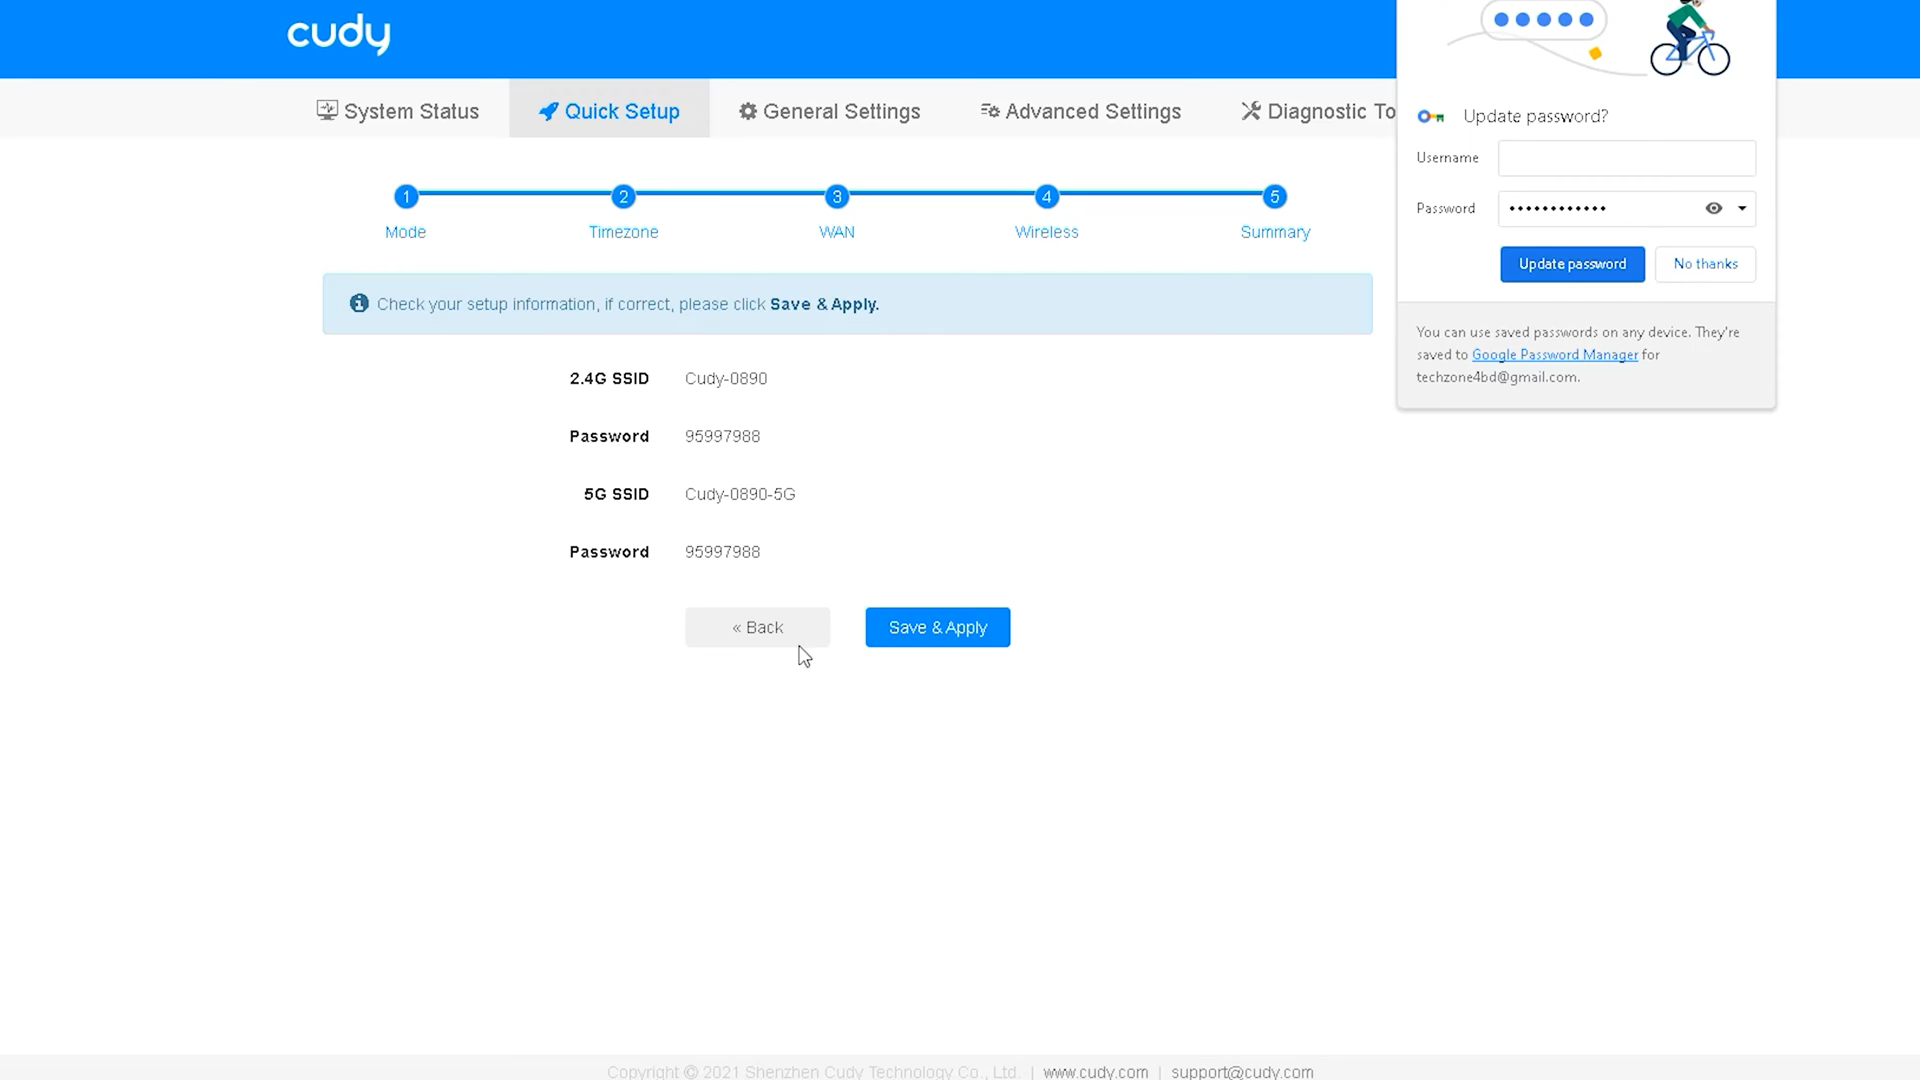 cudy
System Status
Quick Setup
General Settings
Advanced Settings
Diagnostic To
1
2
3
4
5
Mode
Timezone
WAN
Wireless
Summary
Check your setup information, if correct, please click Save & Apply.
2.4G SSID Cudy-0890
Password 95997988
5G SSID Cudy-0890-5G
Password 95997988
« Back
Save & Apply
Update password?
Username
Password ••••••••••••
Update password
No thanks
You can use saved passwords on any device. They're
saved to Google Password Manager for
techzone4bd@gmail.com.
Copyright © 2021 Shenzhen Cudy Technology Co., Ltd. | www.cudy.com | support@cudy.com